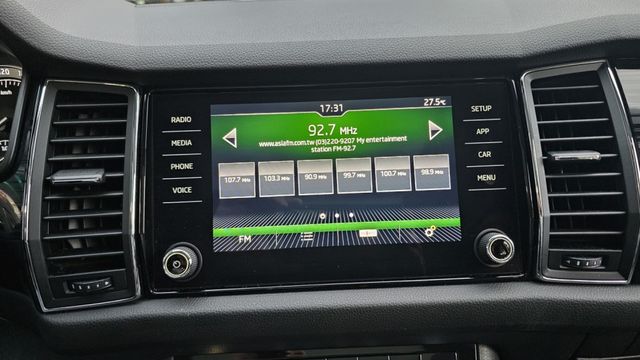 120
km/h
RADIO
MEDIA
PHONE
VOICE
17:31
27.5°C
92.7 MHz
www.asiafm.com.tw (03)220-9207 My entertainment
station FM-92.7
107.7 MHz
103.3 MHz
90.9 MHz
99.7 MHz
100.7 MHz
98.9 MHz
FM
SETUP
APP
CAR
MENU